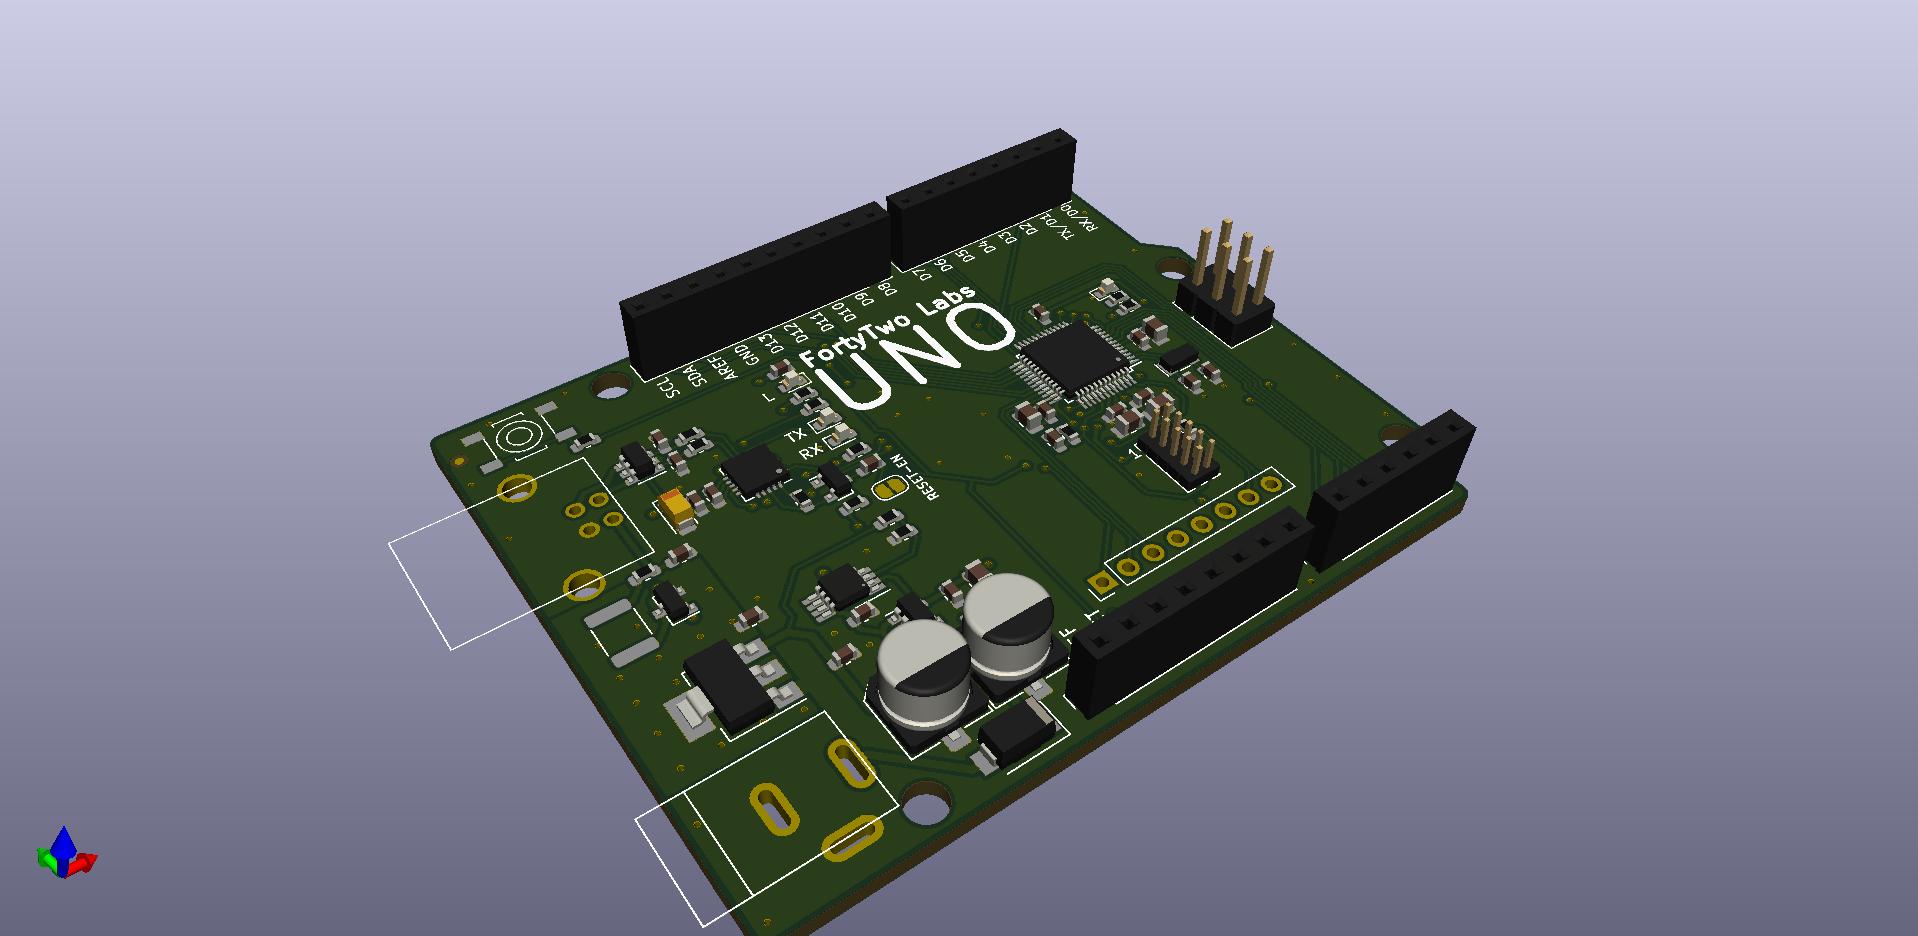 RX/D0
TX/D1
D2
D3
D4
D5
D6
D7
D8
D9
D10
D11
D12
D13
GND
AREF
SDA
SCL
FortyTwo Labs
UNO
L
TX
RX
RESET-EN
1